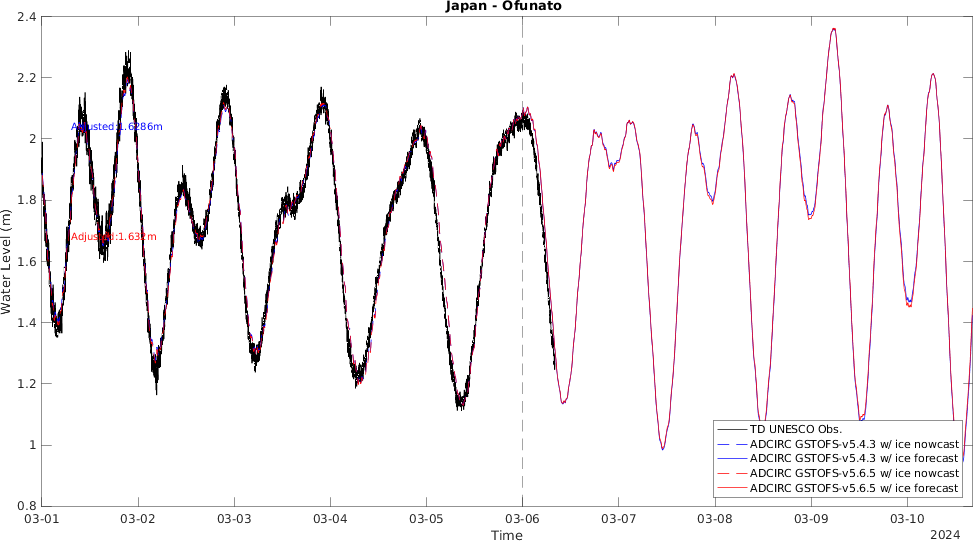 Japan - Ofunato
Water Level (m)
2.4
2.2
2
1.8
1.6
1.4
1.2
1
0.8
Adjusted:1.6286m
Adjusted:1.632m
TD UNESCO Obs.
ADCIRC GSTOFS-v5.4.3 w/ ice nowcast
ADCIRC GSTOFS-v5.4.3 w/ ice forecast
ADCIRC GSTOFS-v5.6.5 w/ ice nowcast
ADCIRC GSTOFS-v5.6.5 w/ ice forecast
03-01 03-02 03-03 03-04 03-05 03-06 03-07 03-08 03-09 03-10
Time
2024